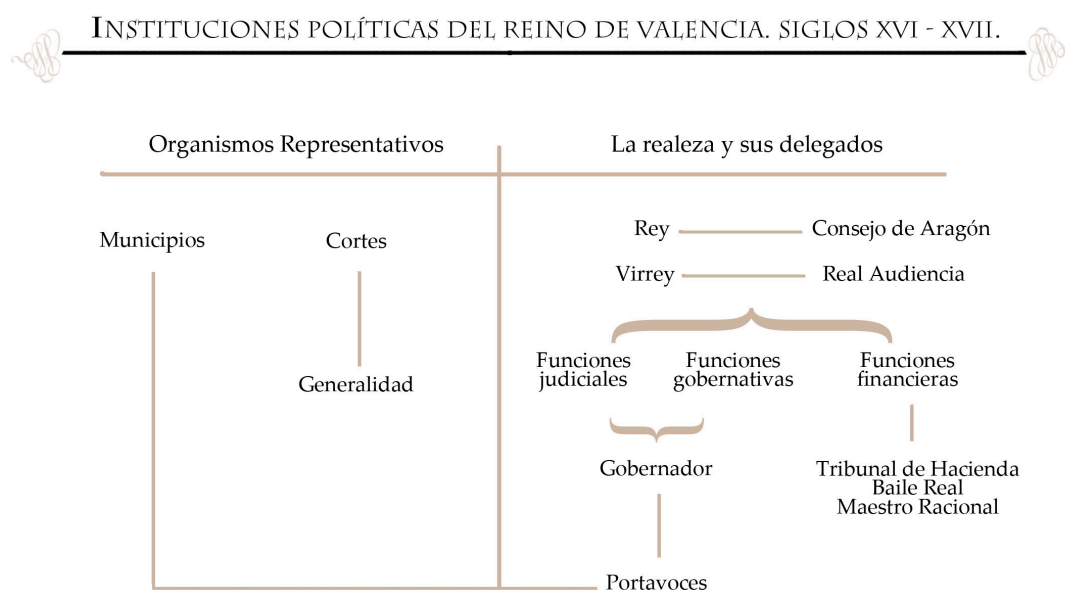 INSTITUCIONES POLÍTICAS DEL REINO DE VALENCIA. SIGLOS XVI - XVII.
Organismos Representativos
La realeza y sus delegados
Municipios
Cortes
Generalidad
Rey
Consejo de Aragón
Virrey
Real Audiencia
Funciones
judiciales
Funciones
gobernativas
Funciones
financieras
Gobernador
Tribunal de Hacienda
Baile Real
Maestro Racional
Portavoces